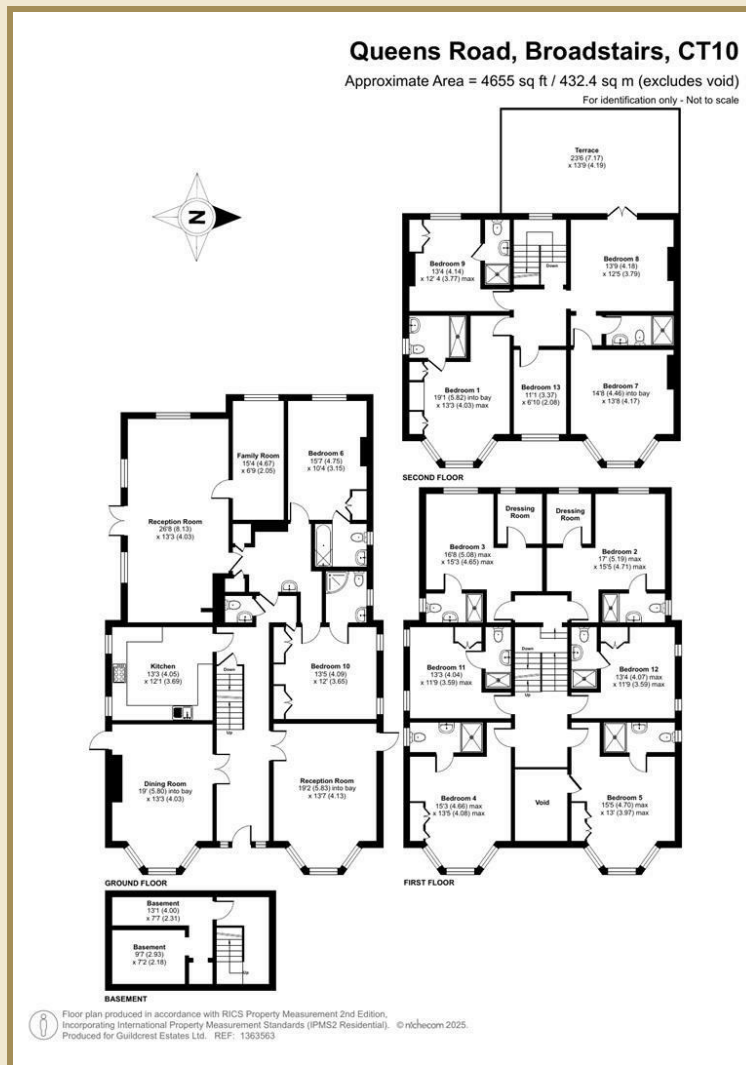 Queens Road, Broadstairs, CT10
Approximate Area = 4655 sq ft / 432.4 sq m (excludes void)
For identification only - Not to scale
N
Terrace
23'6 (7.17)
x 13'9 (4.19)
Bedroom 9
13'4 (4.14)
x 12' 4 (3.77) max
Down
Bedroom 8
13'9 (4.18)
x 12'5 (3.79)
Bedroom 1
19'1 (5.82) into bay
x 13'3 (4.03) max
Bedroom 13
11'1 (3.37)
x 6'10 (2.08)
Bedroom 7
14'8 (4.46) into bay
x 13'8 (4.17)
SECOND FLOOR
Family Room
15'4 (4.67)
x 6'9 (2.05)
Bedroom 6
15'7 (4.75)
x 10'4 (3.15)
Reception Room
26'8 (8.13)
x 13'3 (4.03)
Kitchen
13'3 (4.05)
x 12'1 (3.69)
Down
Up
Bedroom 10
13'5 (4.09)
x 12' (3.65)
Dining Room
19' (5.80) into bay
x 13'3 (4.03)
Reception Room
19'2 (5.83) into bay
x 13'7 (4.13)
GROUND FLOOR
Dressing
Room
Dressing
Room
Bedroom 3
16'8 (5.08) max
x 15'3 (4.65) max
Bedroom 2
17' (5.19) max
x 15'5 (4.71) max
Bedroom 11
13'3 (4.04)
x 11'9 (3.59) max
Down
Up
Bedroom 12
13'4 (4.07) max
x 11'9 (3.59) max
Bedroom 4
15'3 (4.66) max
x 13'5 (4.08) max
Void
Bedroom 5
15'5 (4.70) max
x 13' (3.97) max
FIRST FLOOR
Basement
13'1 (4.00)
x 7'7 (2.31)
Basement
9'7 (2.93)
x 7'2 (2.18)
Up
BASEMENT
Floor plan produced in accordance with RICS Property Measurement 2nd Edition,
Incorporating International Property Measurement Standards (IPMS2 Residential). © nichecom 2025.
Produced for Guildcrest Estates Ltd. REF: 1363563